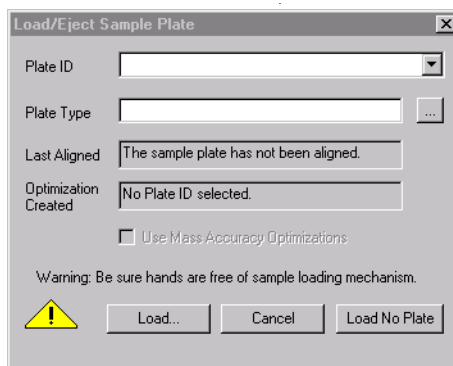 Load/Eject Sample Plate
Plate ID
Plate Type
...
Last Aligned
The sample plate has not been aligned.
Optimization
Created
No Plate ID selected.
Use Mass Accuracy Optimizations
Warning: Be sure hands are free of sample loading mechanism.
!
Load...
Cancel
Load No Plate